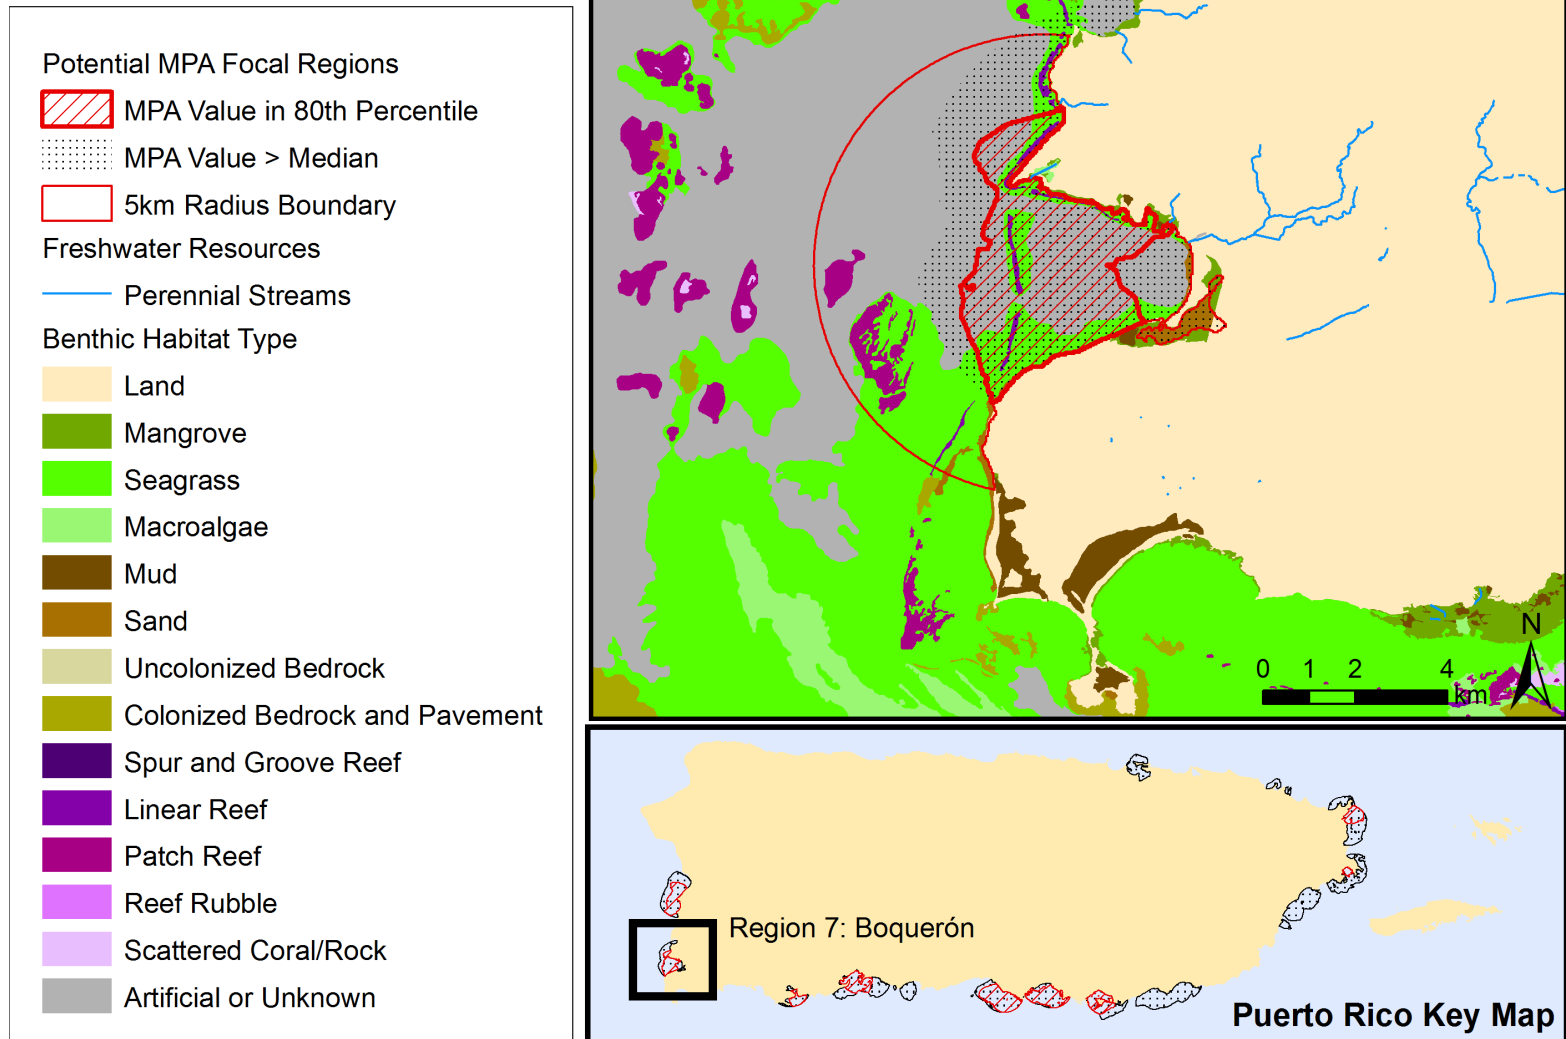 Potential MPA Focal Regions
MPA Value in 80th Percentile
MPA Value > Median
5km Radius Boundary
Freshwater Resources
Perennial Streams
Benthic Habitat Type
Land
Mangrove
Seagrass
Macroalgae
Mud
Sand
Uncolonized Bedrock
Colonized Bedrock and Pavement
Spur and Groove Reef
Linear Reef
Patch Reef
Reef Rubble
Scattered Coral/Rock
Artificial or Unknown
N
0 1 2 4
km
Region 7: Boquerón
Puerto Rico Key Map